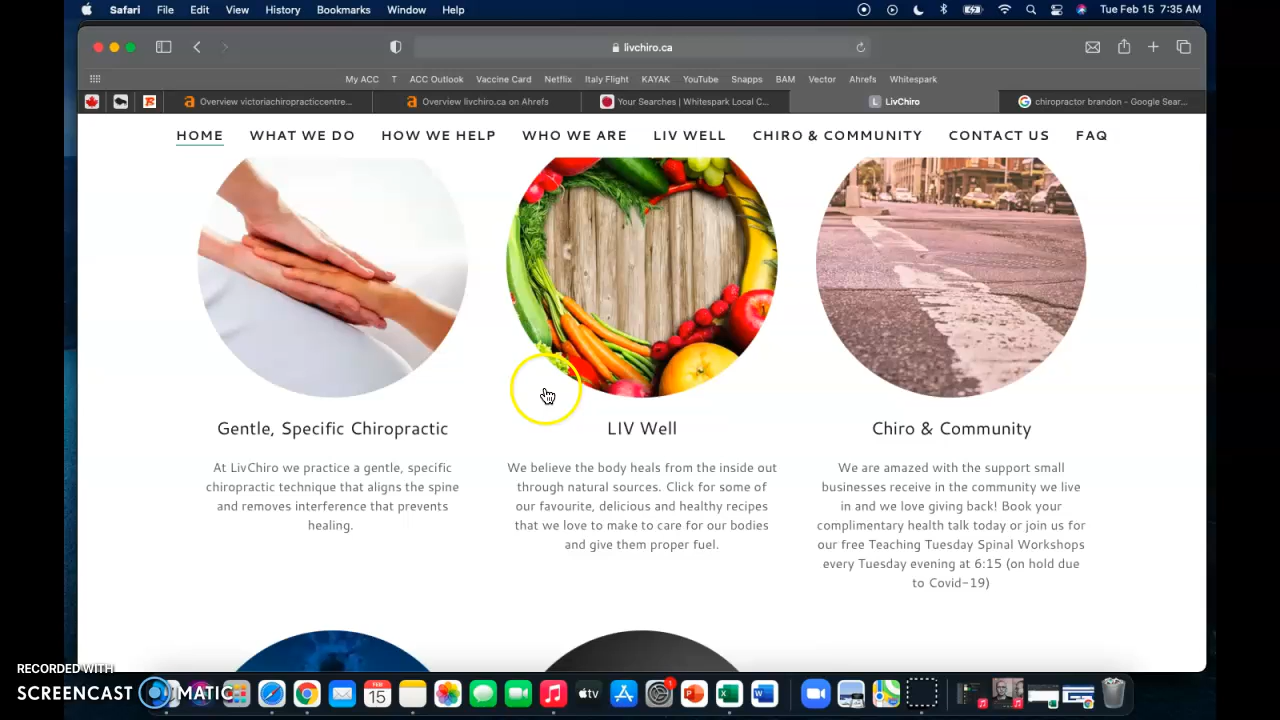 Safari File Edit View History Bookmarks Window Help Tue Feb 15 7:35 AM
livchiro.ca
My ACC T ACC Outlook Vaccine Card Netflix Italy Flight KAYAK YouTube Snapps BAM Vector Ahrefs Whitespark
Overview victoriachiropracticcentre... Overview livchiro.ca on Ahrefs Your Searches | Whitespark Local C... L LivChiro chiropractor brandon - Google Sear...
HOME WHAT WE DO HOW WE HELP WHO WE ARE LIV WELL CHIRO & COMMUNITY CONTACT US FAQ
Gentle, Specific Chiropractic
At LivChiro we practice a gentle, specific
chiropractic technique that aligns the spine
and removes interference that prevents
healing.
LIV Well
We believe the body heals from the inside out
through natural sources. Click for some of
our favourite, delicious and healthy recipes
that we love to make to care for our bodies
and give them proper fuel.
Chiro & Community
We are amazed with the support small
businesses receive in the community we live
in and we love giving back! Book your
complimentary health talk today or join us for
our free Teaching Tuesday Spinal Workshops
every Tuesday evening at 6:15 (on hold due
to Covid-19)
RECORDED WITH
SCREENCAST MATIC
FEB
15
tv
1
P
X
W